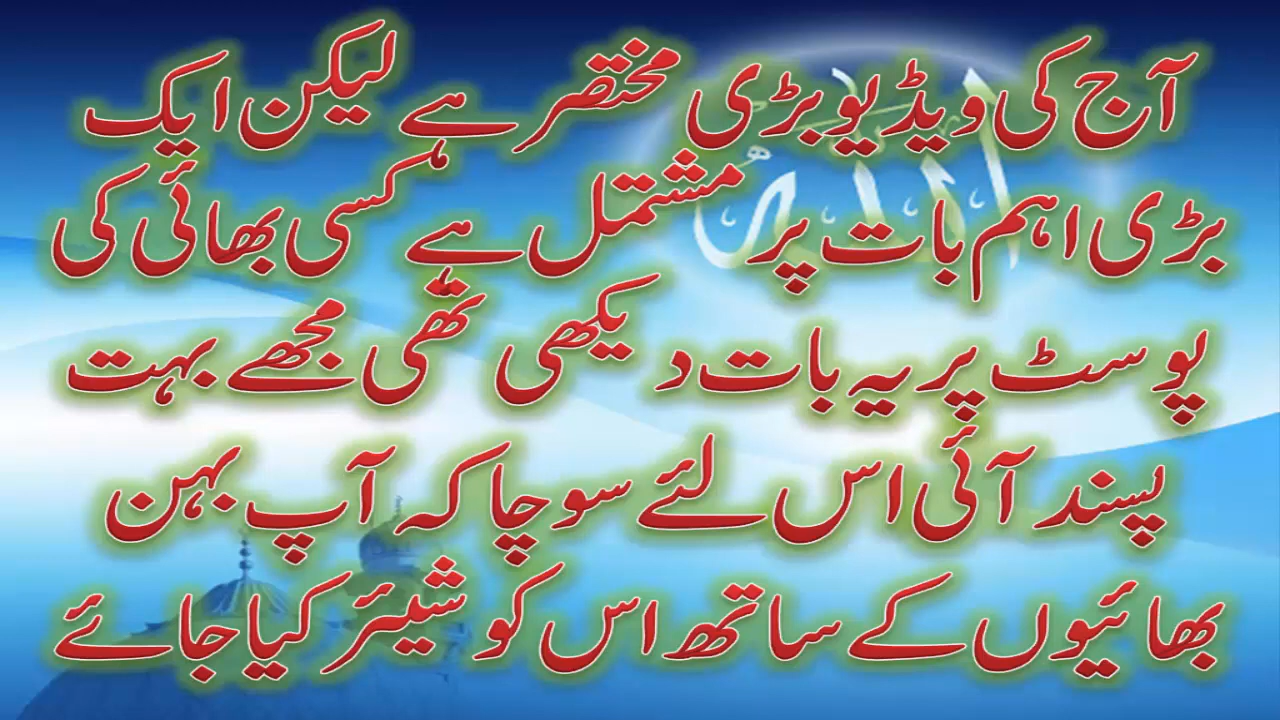 آج کی ویڈیو بڑی مختصر ہے لیکن ایک
بڑی اہم بات پر مشتمل ہے کسی بھائی کی
پوسٹ پر یہ بات دیکھی تھی مجھے بہت
پسند آئی اس لئے سوچا کہ آپ بہن
بھائیوں کے ساتھ اس کو شیئر کیا جائے
الله